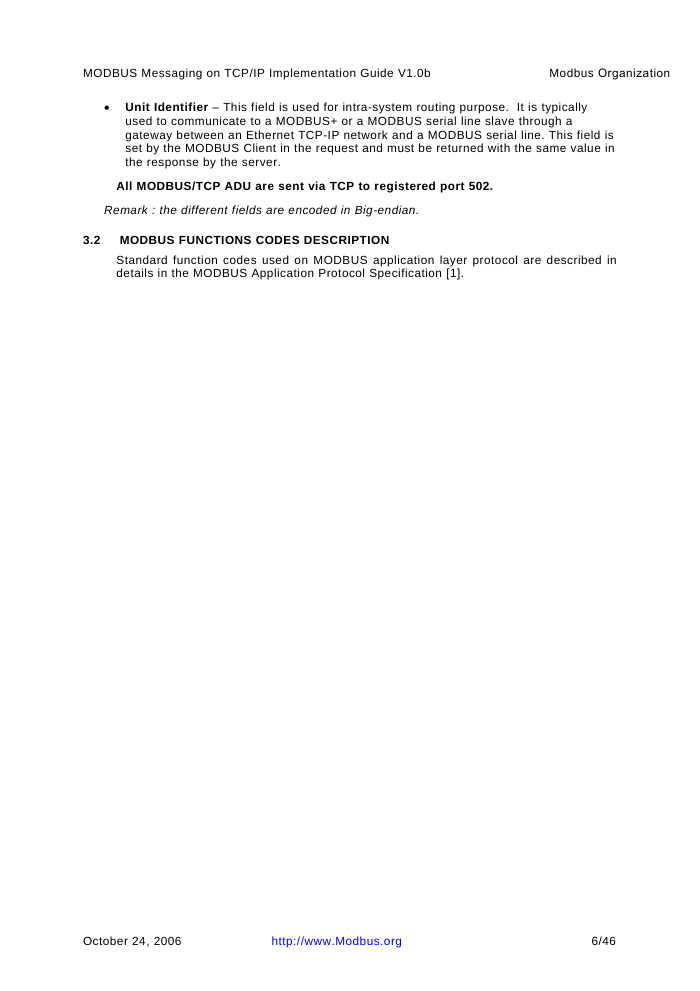 MODBUS Messaging on TCP/IP Implementation Guide V1.0b Modbus Organization
• Unit Identifier – This field is used for intra-system routing purpose.  It is typically
used to communicate to a MODBUS+ or a MODBUS serial line slave through a
gateway between an Ethernet TCP-IP network and a MODBUS serial line. This field is
set by the MODBUS Client in the request and must be returned with the same value in
the response by the server.
All MODBUS/TCP ADU are sent via TCP to registered port 502.
Remark : the different fields are encoded in Big-endian.
3.2 MODBUS FUNCTIONS CODES DESCRIPTION
Standard function codes used on MODBUS application layer protocol are described in
details in the MODBUS Application Protocol Specification [1].
October 24, 2006 http://www.Modbus.org 6/46